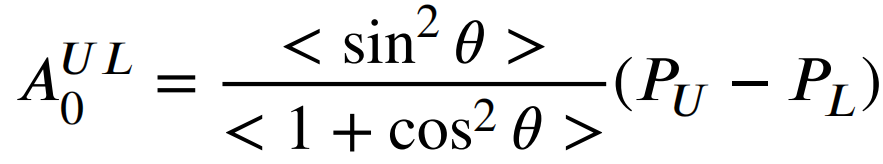 A_0^{UL} = \frac{< \sin^2 \theta >}{< 1 + \cos^2 \theta >} (P_U - P_L)